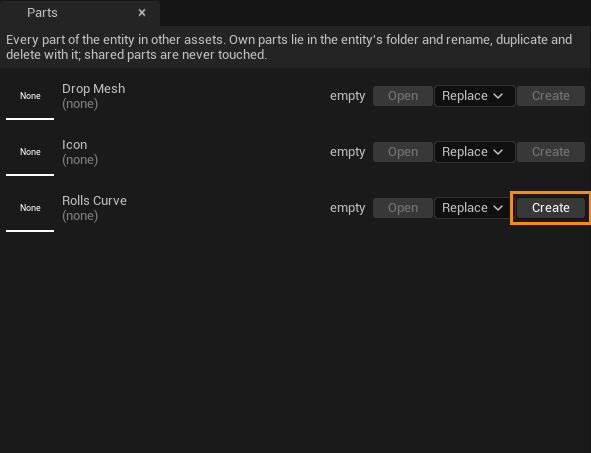 Parts
Every part of the entity in other assets. Own parts lie in the entity's folder and rename, duplicate and
delete with it; shared parts are never touched.
None
Drop Mesh
(none)
empty
Open
Replace
Create
None
Icon
(none)
empty
Open
Replace
Create
None
Rolls Curve
(none)
empty
Open
Replace
Create